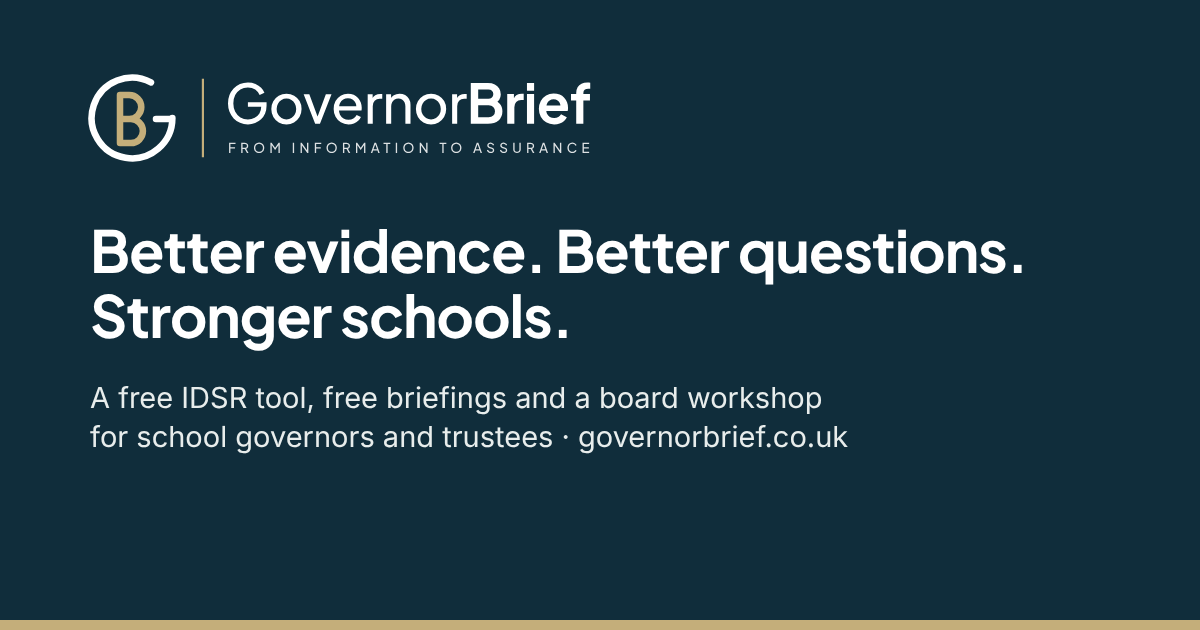 GB
GovernorBrief
FROM INFORMATION TO ASSURANCE
Better evidence. Better questions.
Stronger schools.
A free IDSR tool, free briefings and a board workshop
for school governors and trustees · governorbrief.co.uk